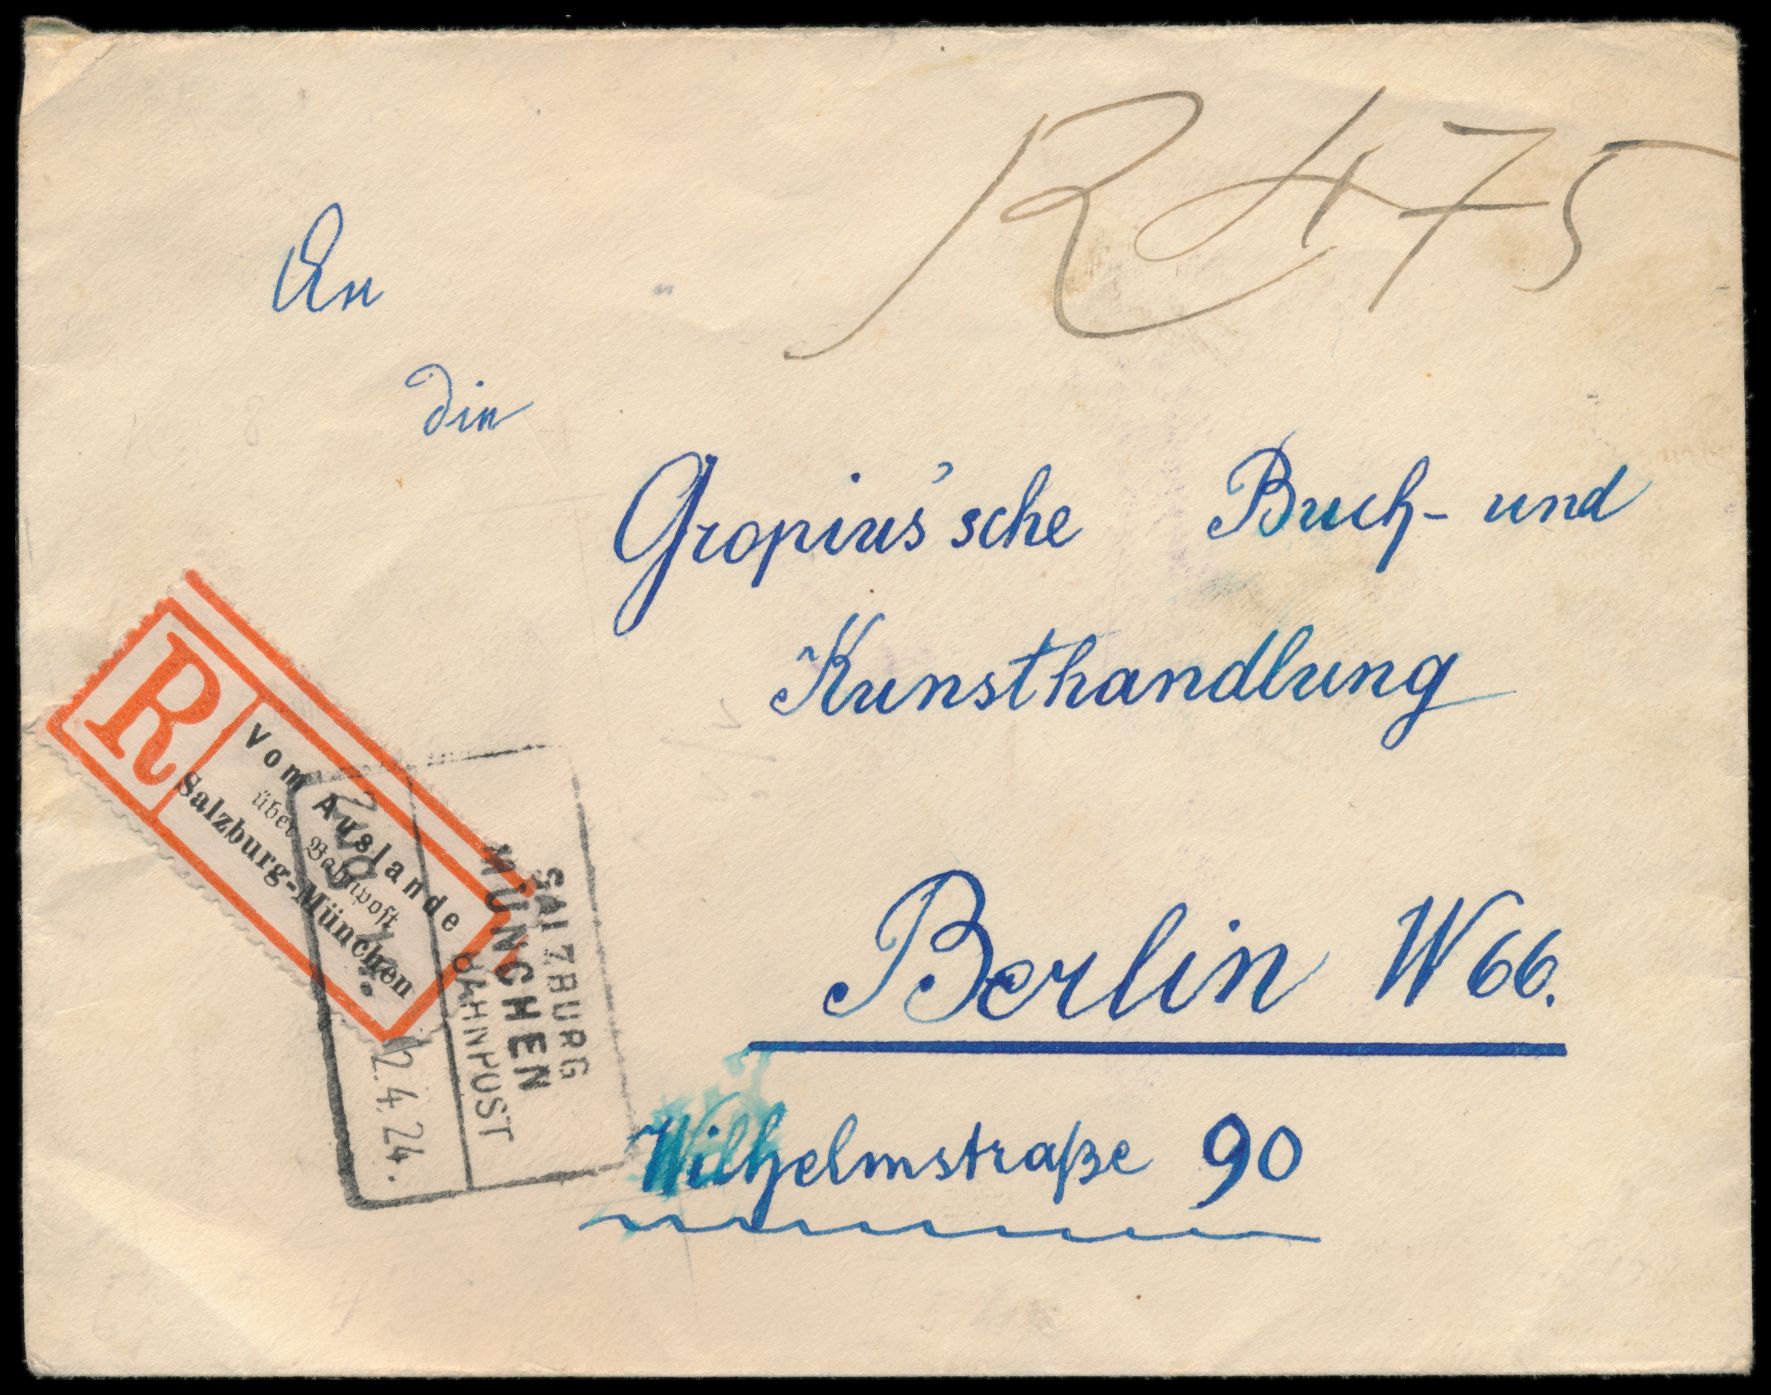 R 475
An
die
Gropius'sche Buch- und
Kunsthandlung
Berlin W 66.
Wilhelmstraße 90
R
Vom Auslande
über Bahnpost
Salzburg-München
SALZBURG
MÜNCHEN
BAHNPOST
2.4.24.